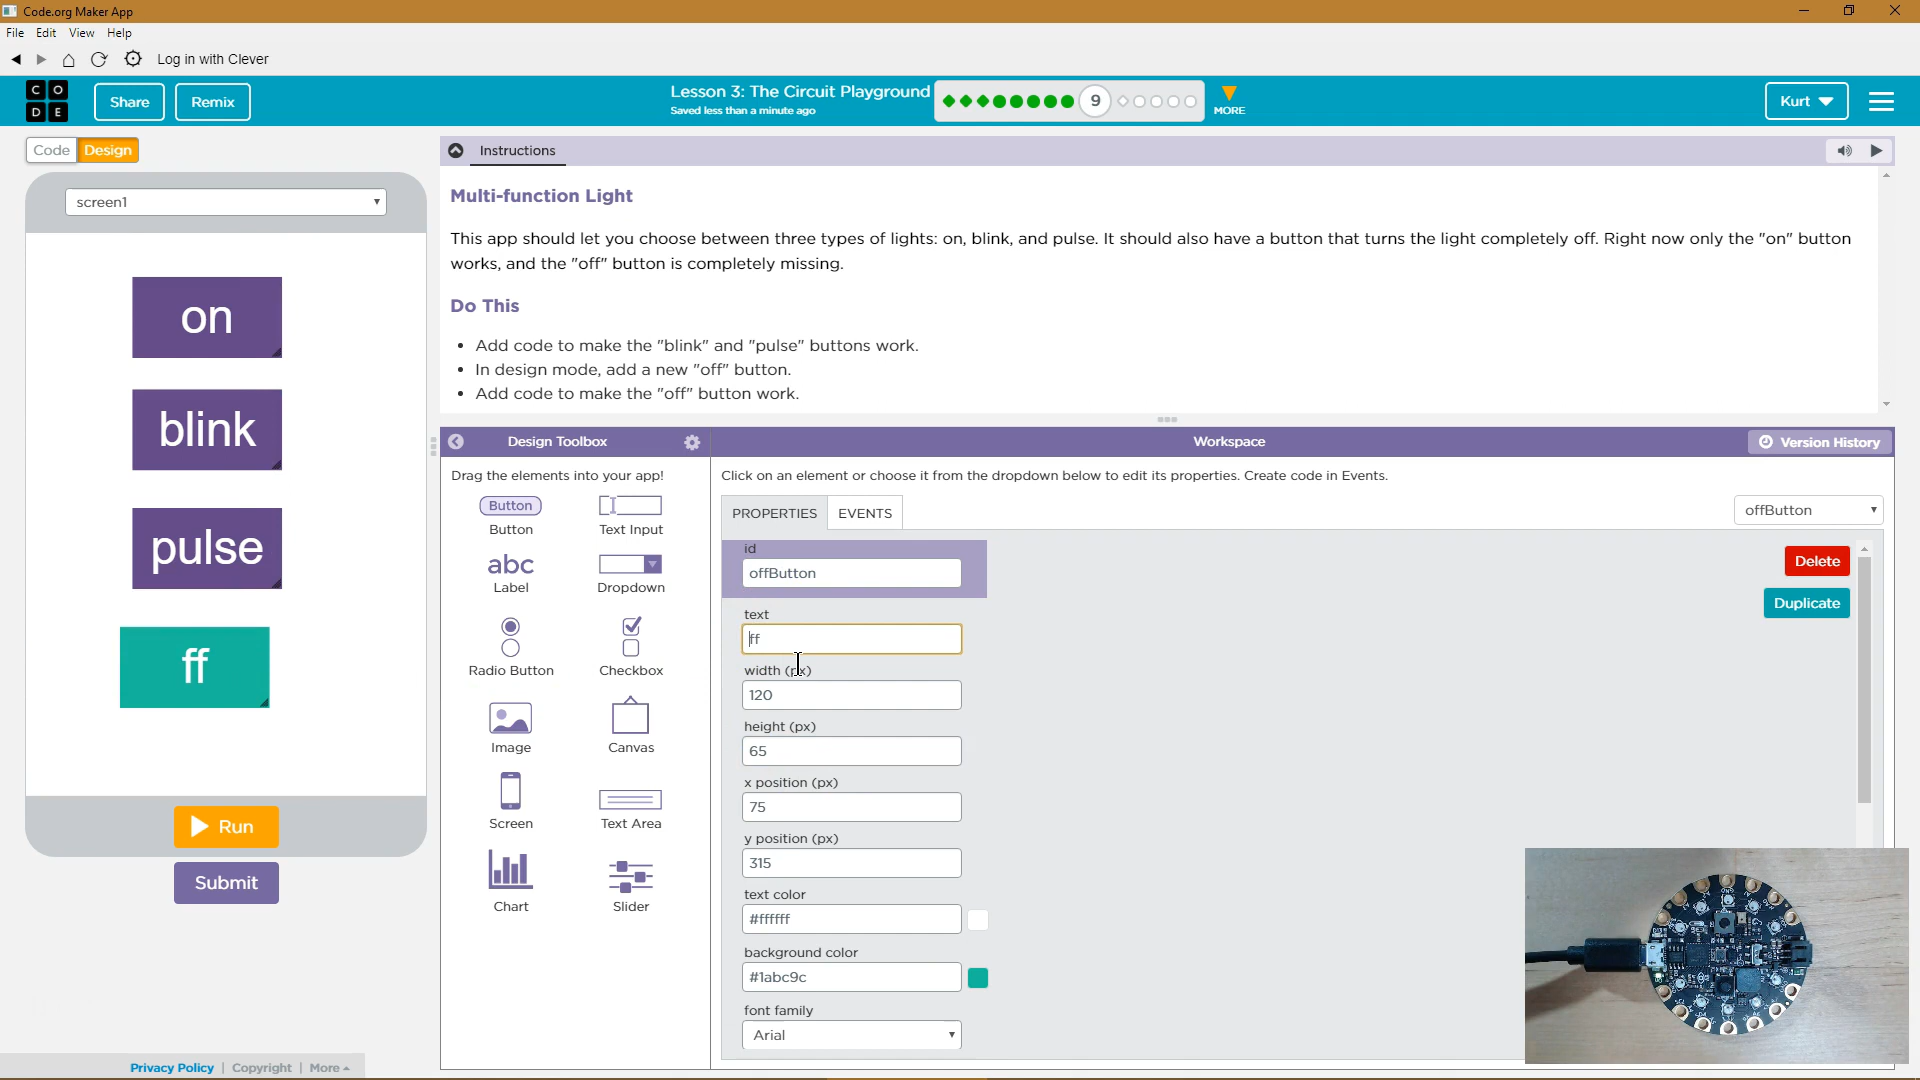 Code.org Maker App
File Edit View Help
Log in with Clever
C O D E
Share
Remix
Lesson 3: The Circuit Playground
Saved less than a minute ago
9
MORE
Kurt
Code
Design
screen1
on
blink
pulse
ff
Run
Submit
Privacy Policy | Copyright | More
Instructions
Multi-function Light
This app should let you choose between three types of lights: on, blink, and pulse. It should also have a button that turns the light completely off. Right now only the "on" button
works, and the "off" button is completely missing.
Do This
• Add code to make the "blink" and "pulse" buttons work.
• In design mode, add a new "off" button.
• Add code to make the "off" button work.
Design Toolbox
Drag the elements into your app!
Button
Button
Text Input
abc
Label
Dropdown
Radio Button
Checkbox
Image
Canvas
Screen
Text Area
Chart
Slider
Workspace
Version History
Click on an element or choose it from the dropdown below to edit its properties. Create code in Events.
PROPERTIES
EVENTS
offButton
Delete
Duplicate
id
offButton
text
ff
width (px)
120
height (px)
65
x position (px)
75
y position (px)
315
text color
#ffffff
background color
#1abc9c
font family
Arial